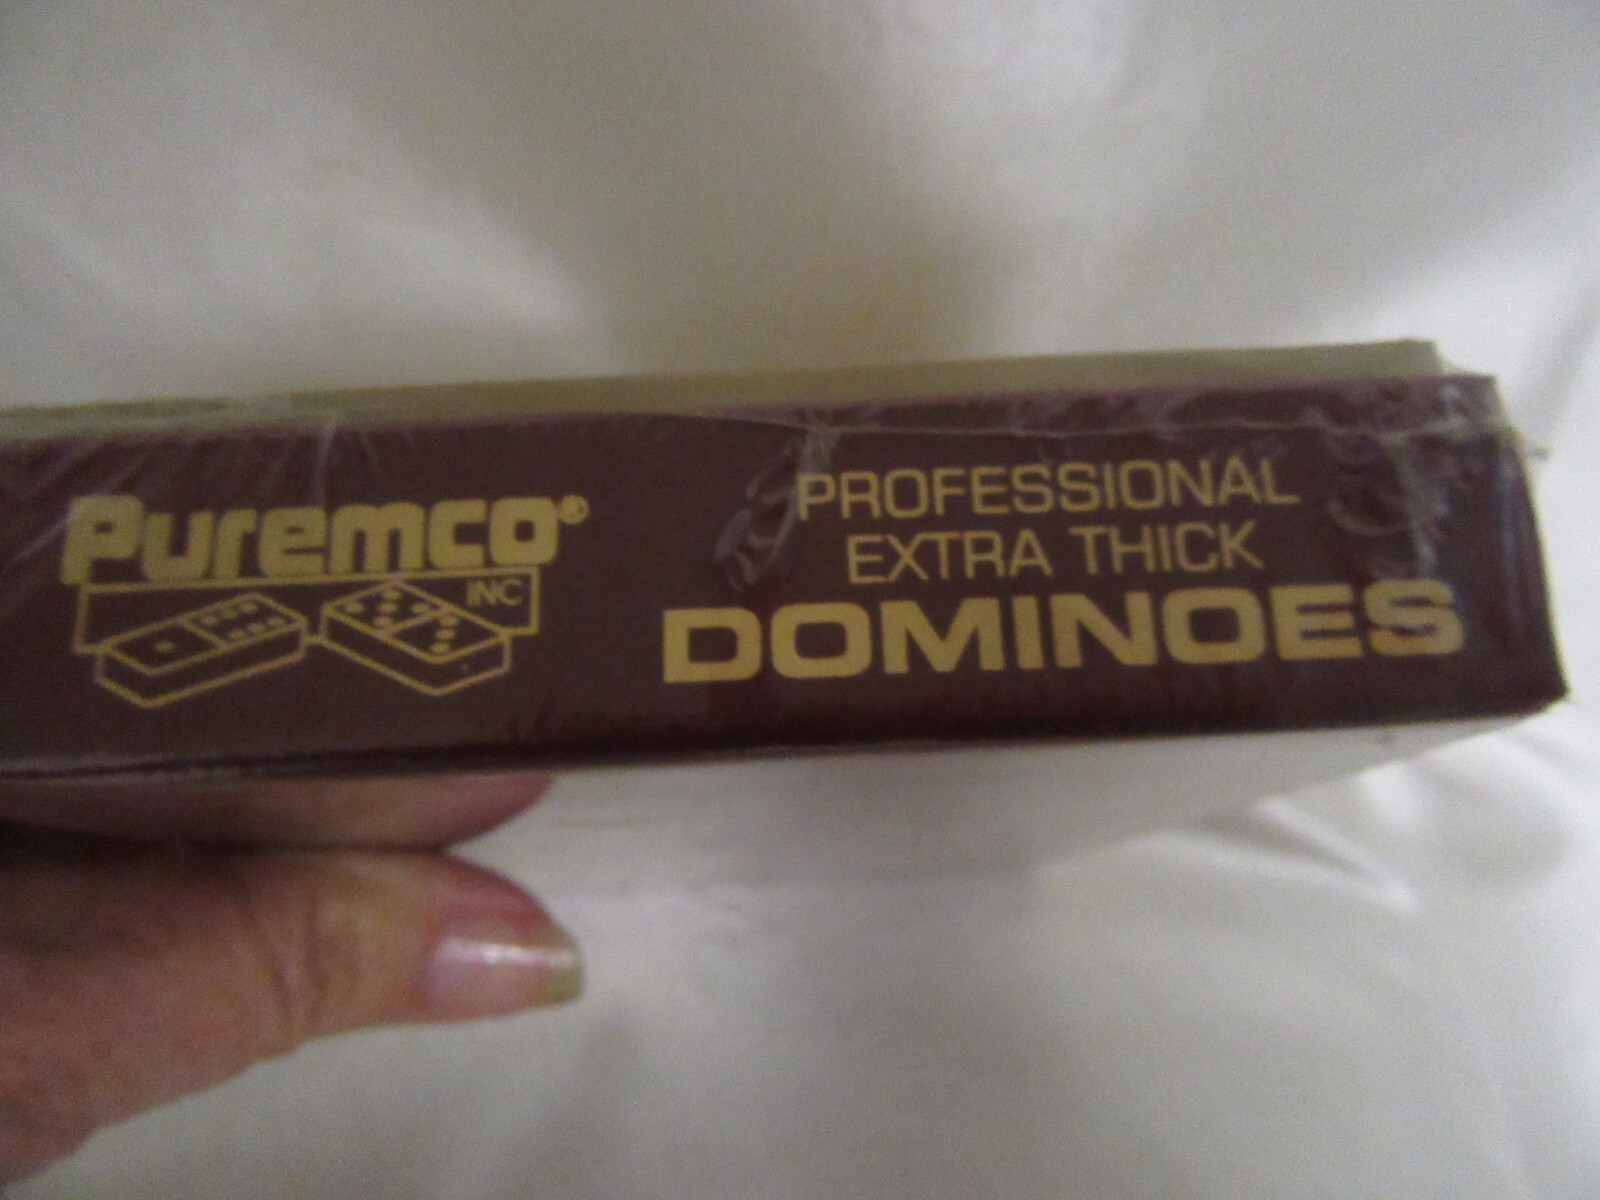 Puremco®
INC
PROFESSIONAL
EXTRA THICK
DOMINOES